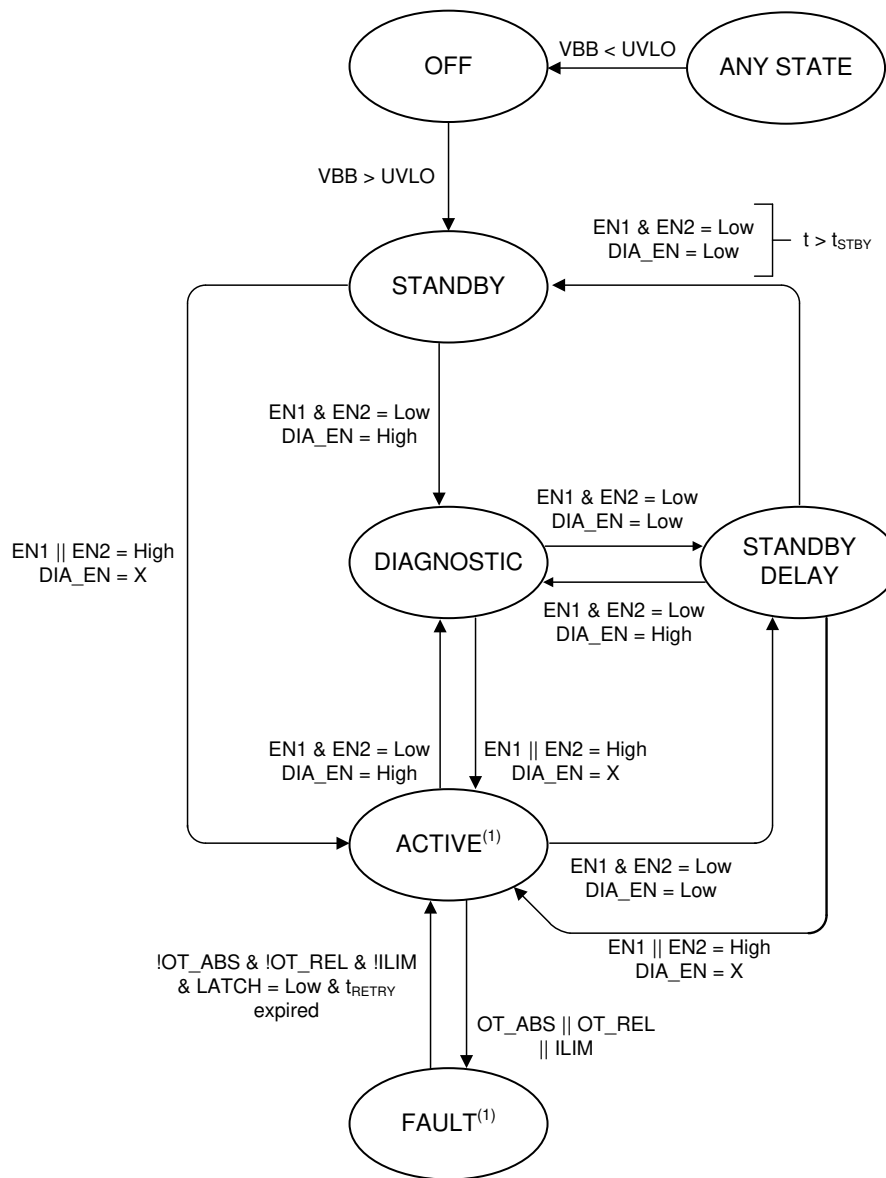 VBB < UVLO
OFF
ANY STATE
VBB > UVLO
EN1 & EN2 = Low
DIA_EN = Low
t > tSTBY
STANDBY
EN1 & EN2 = Low
DIA_EN = High
EN1 & EN2 = Low
DIA_EN = Low
EN1 || EN2 = High
DIA_EN = X
DIAGNOSTIC
STANDBY
DELAY
EN1 & EN2 = Low
DIA_EN = High
EN1 & EN2 = Low
DIA_EN = High
EN1 || EN2 = High
DIA_EN = X
ACTIVE(1)
EN1 & EN2 = Low
DIA_EN = Low
EN1 || EN2 = High
DIA_EN = X
!OT_ABS & !OT_REL & !ILIM
& LATCH = Low & tRETRY
expired
OT_ABS || OT_REL
|| ILIM
FAULT(1)